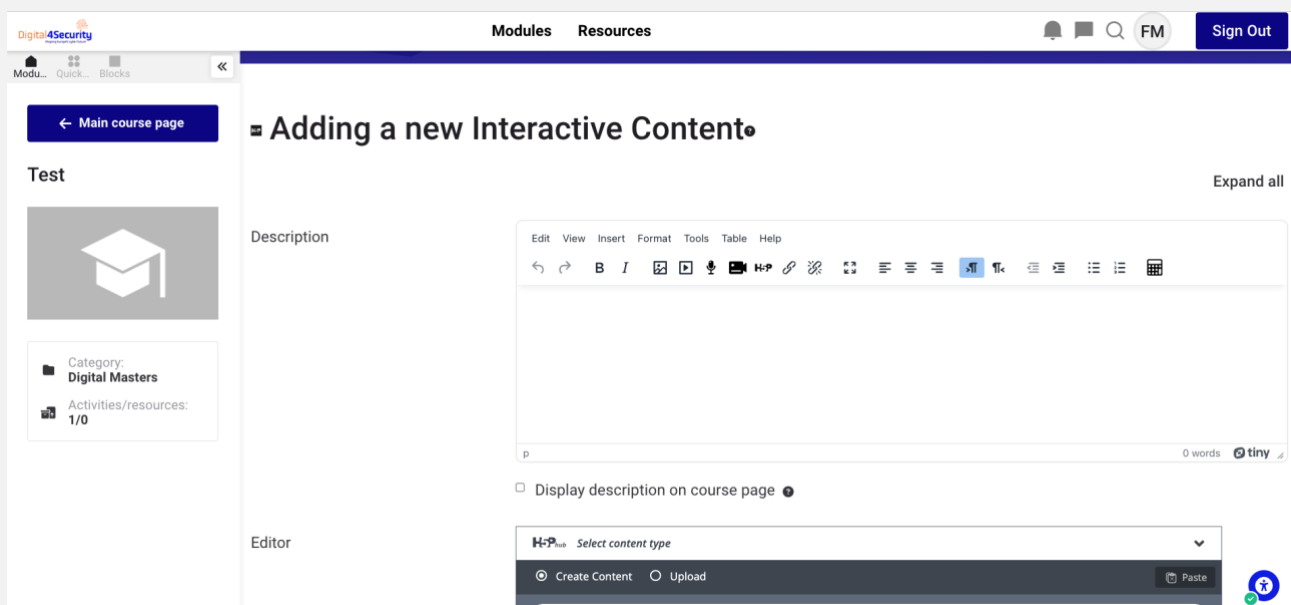 Digital4Security
Modules Resources
FM
Sign Out
Modu... Quick... Blocks
← Main course page
Adding a new Interactive Content
Test
Expand all
Description
Edit View Insert Format Tools Table Help
B I
H-P
Category:
Digital Masters
Activities/resources:
1/0
p
0 words
tiny
Display description on course page
Editor
H5P hub Select content type
Create Content Upload
Paste